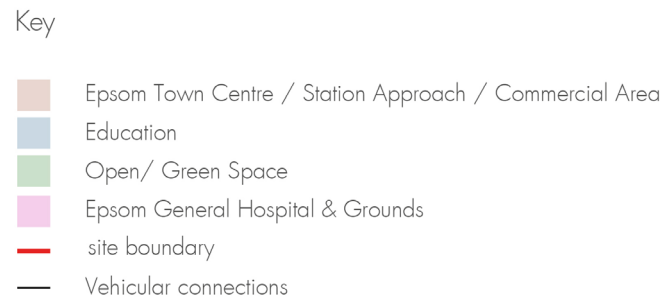 Key
Epsom Town Centre / Station Approach / Commercial Area
Education
Open/ Green Space
Epsom General Hospital & Grounds
site boundary
Vehicular connections